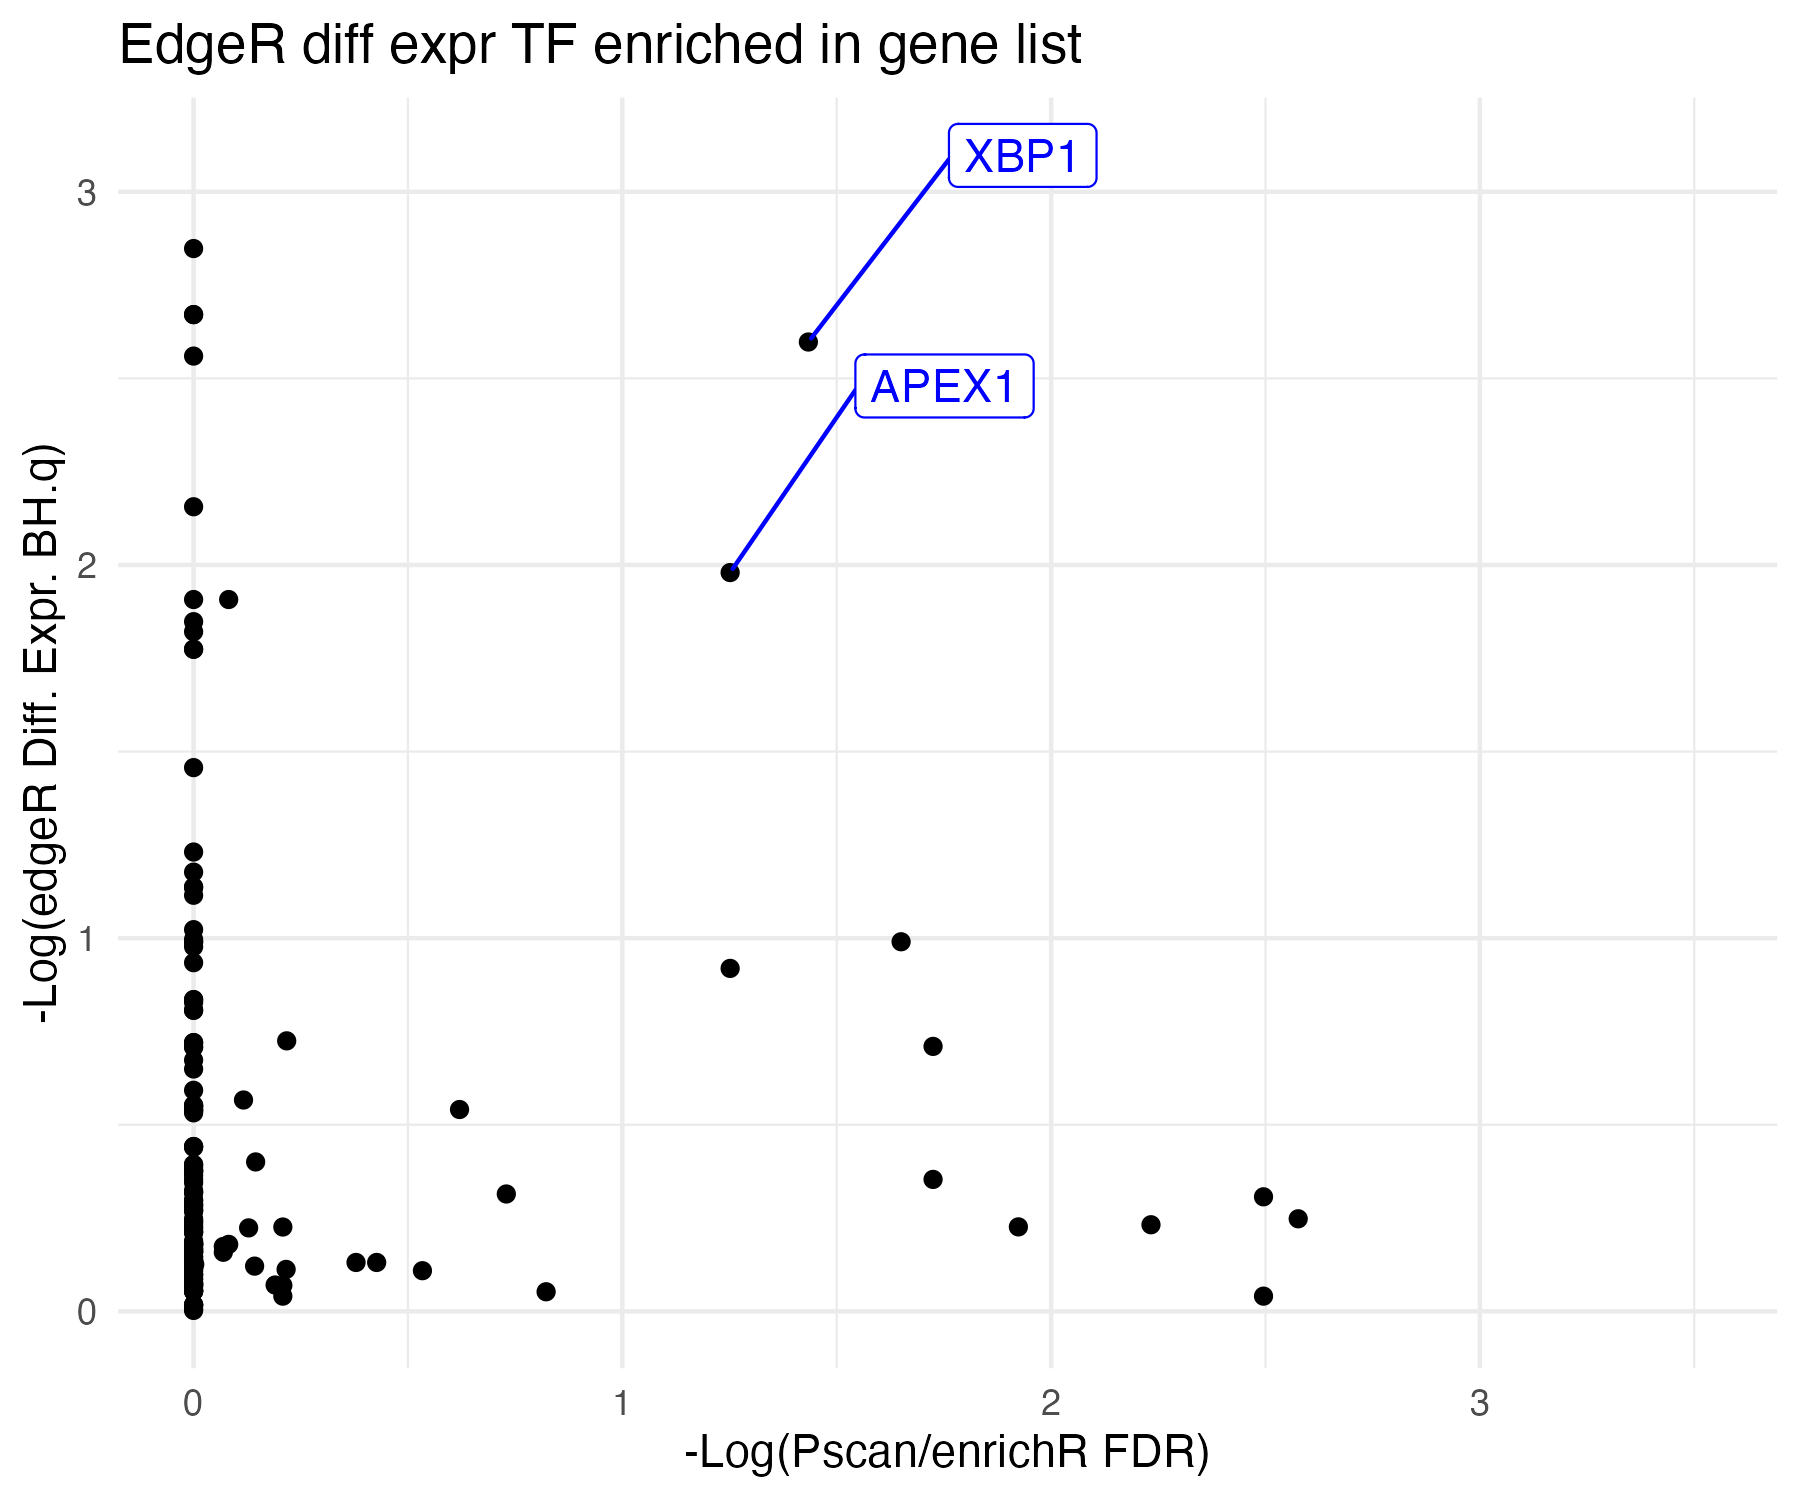 EdgeR diff expr TF enriched in gene list
XBP1
APEX1
-Log(edgeR Diff. Expr. BH.q)
3
2
1
0
0 1 2 3
-Log(Pscan/enrichR FDR)